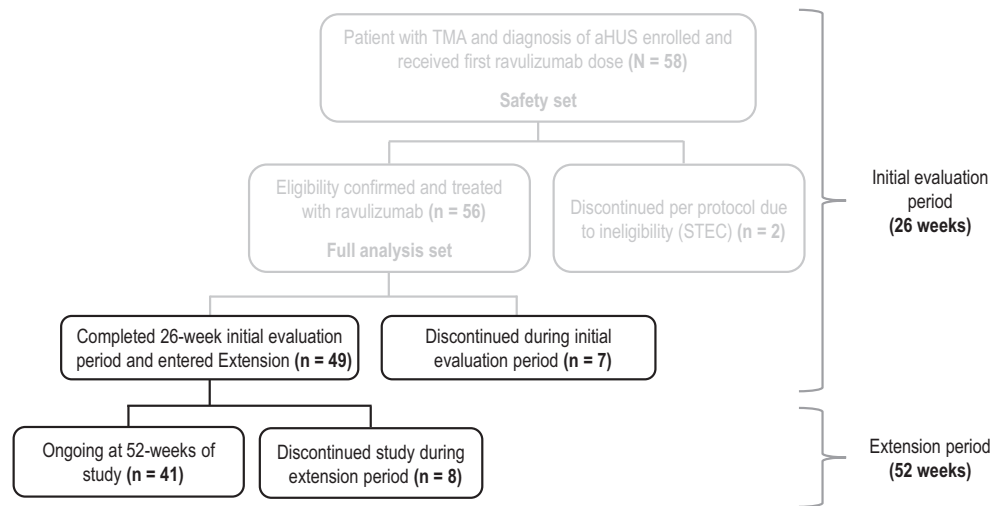 Patient with TMA and diagnosis of aHUS enrolled and
received first ravulizumab dose (N = 58)
Safety set
Eligibility confirmed and treated
with ravulizumab (n = 56)
Full analysis set
Discontinued per protocol due
to ineligibility (STEC) (n = 2)
Initial evaluation
period
(26 weeks)
Completed 26-week initial evaluation
period and entered Extension (n = 49)
Discontinued during initial
evaluation period (n = 7)
Ongoing at 52-weeks of
study (n = 41)
Discontinued study during
extension period (n = 8)
Extension period
(52 weeks)